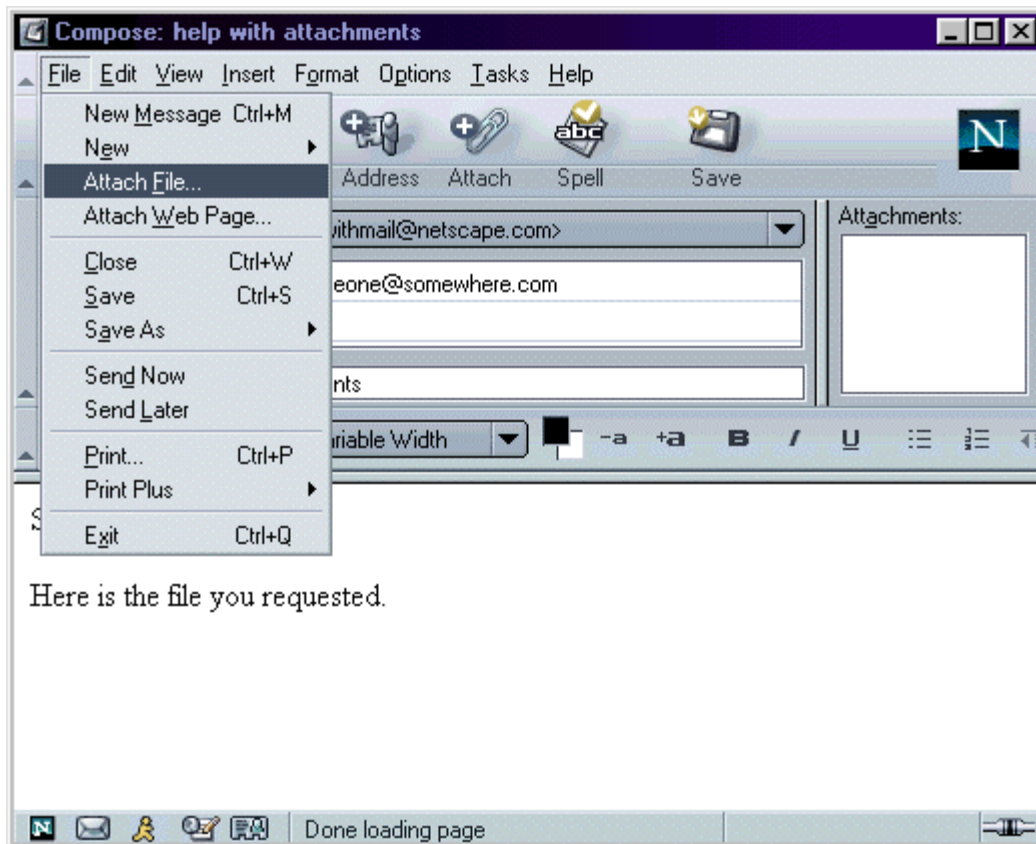 Compose: help with attachments
File Edit View Insert Format Options Tasks Help
New Message Ctrl+M
New
Attach File...
Attach Web Page...
Close Ctrl+W
Save Ctrl+S
Save As
Send Now
Send Later
Print... Ctrl+P
Print Plus
Exit Ctrl+Q
Address Attach Spell Save
abc
N
withmail@netscape.com>
Attachments:
eone@somewhere.com
nts
riable Width
-a +a B I U
S
Here is the file you requested.
N
Done loading page